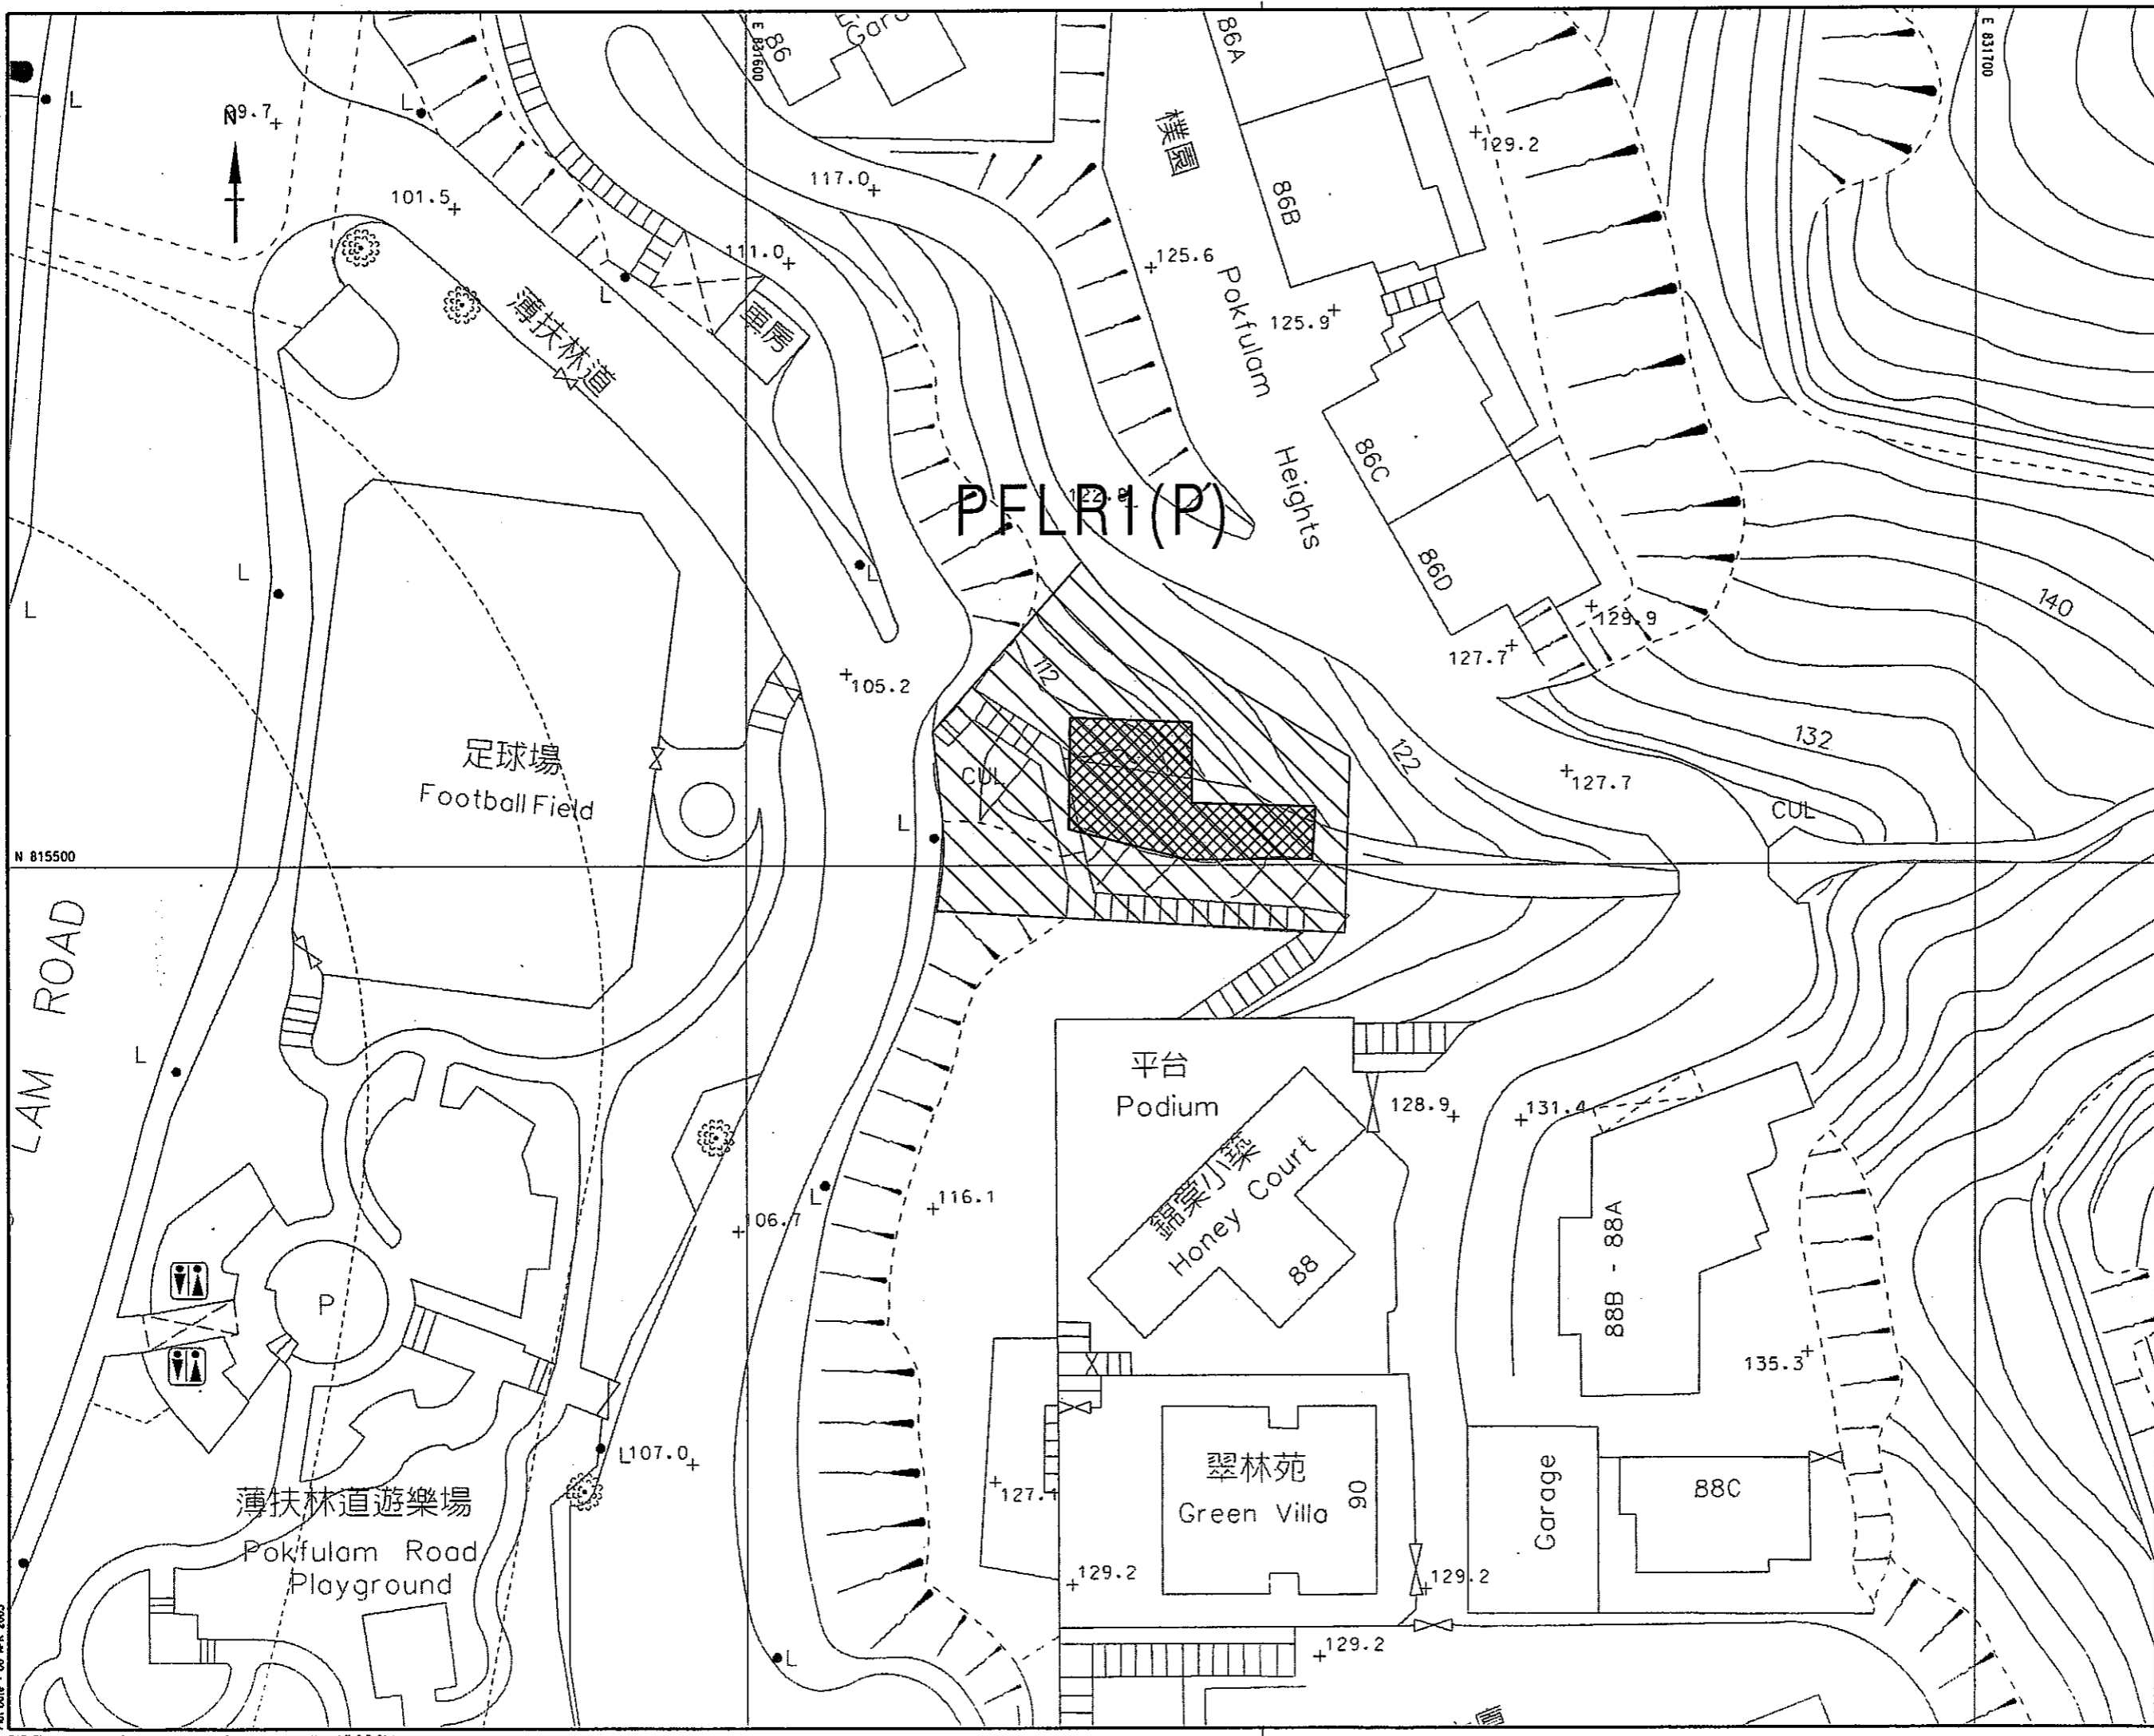 E 831600
E 831700
86
86A
L
L
N
99.7
129.2
樸園
117.0
101.5
86B
125.6
111.0
L
Pokfulam
薄扶林道
車房
125.9
Heights
86C
PFLR1(P)
L
L
L
86D
140
129.9
127.7
112
105.2
132
足球場
Football Field
122
127.7
CUL
CUL
L
N 815500
LAM ROAD
L
平台
Podium
128.9
131.4
錦棠小築
Honey Court
88
L
116.1
106.7
88B - 88A
P
135.3
L
107.0
翠林苑
Green Villa
90
Garage
88C
127.1
薄扶林道遊樂場
Pokfulam Road
Playground
129.2
129.2
129.2
L